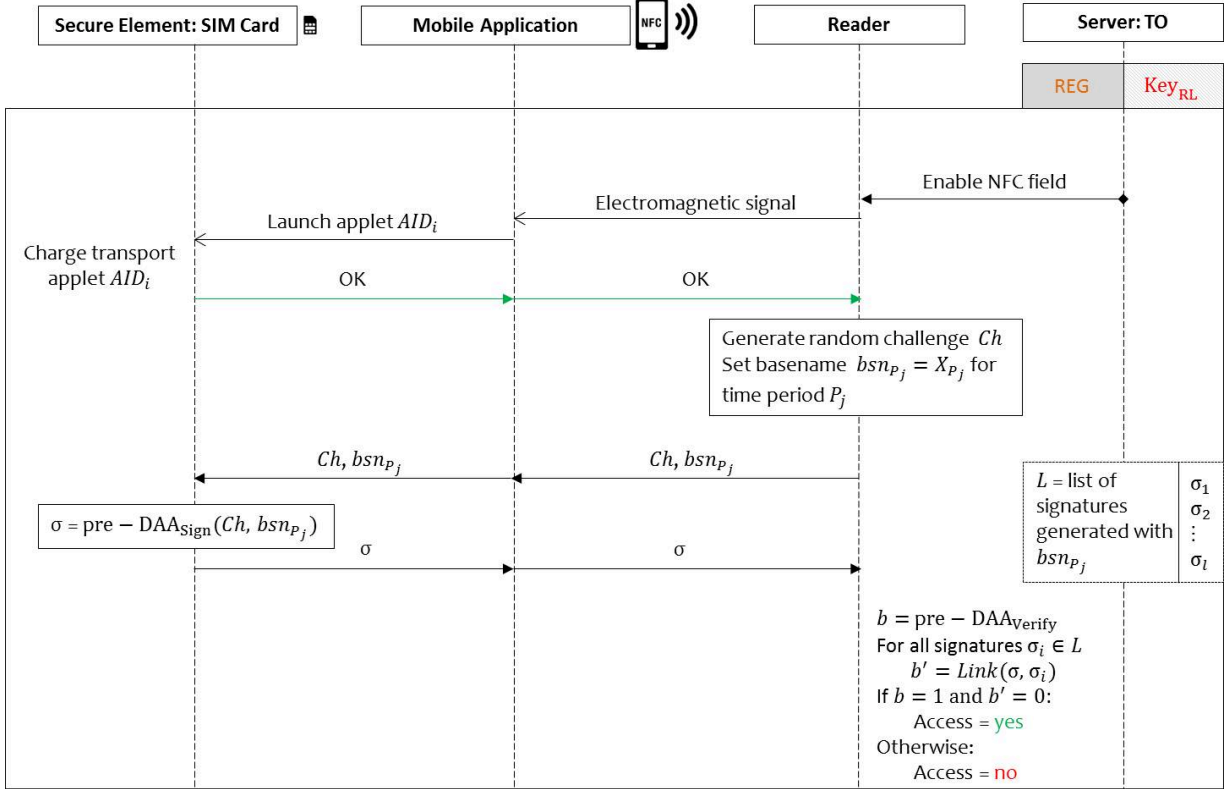 Secure Element: SIM Card
Mobile Application
NFC
Reader
Server: TO
REG
Key_RL
Enable NFC field
Electromagnetic signal
Launch applet AID_i
Charge transport
applet AID_i
OK
OK
Generate random challenge Ch
Set basename bsn_{P_j} = X_{P_j} for
time period P_j
Ch, bsn_{P_j}
Ch, bsn_{P_j}
L = list of
signatures
generated with
bsn_{P_j}
σ_1
σ_2
⋮
σ_l
σ = pre − DAA_Sign(Ch, bsn_{P_j})
σ
σ
b = pre − DAA_Verify
For all signatures σ_i ∈ L
b′ = Link(σ, σ_i)
If b = 1 and b′ = 0:
Access = yes
Otherwise:
Access = no